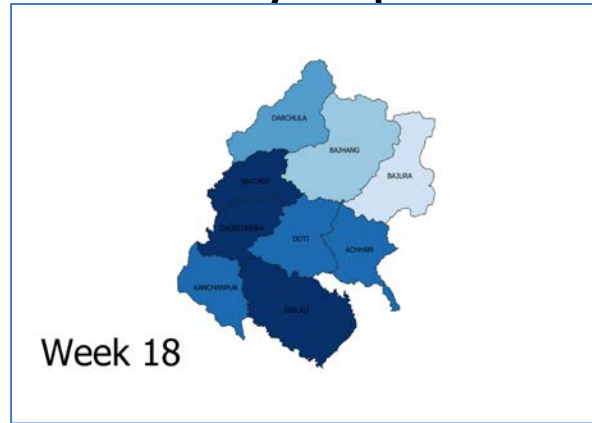 DARCHULA
BAJHANG
BAJURA
BAITADI
DADELDHURA
DOTI
ACHHAM
KANCHANPUR
KAILALI
Week 18